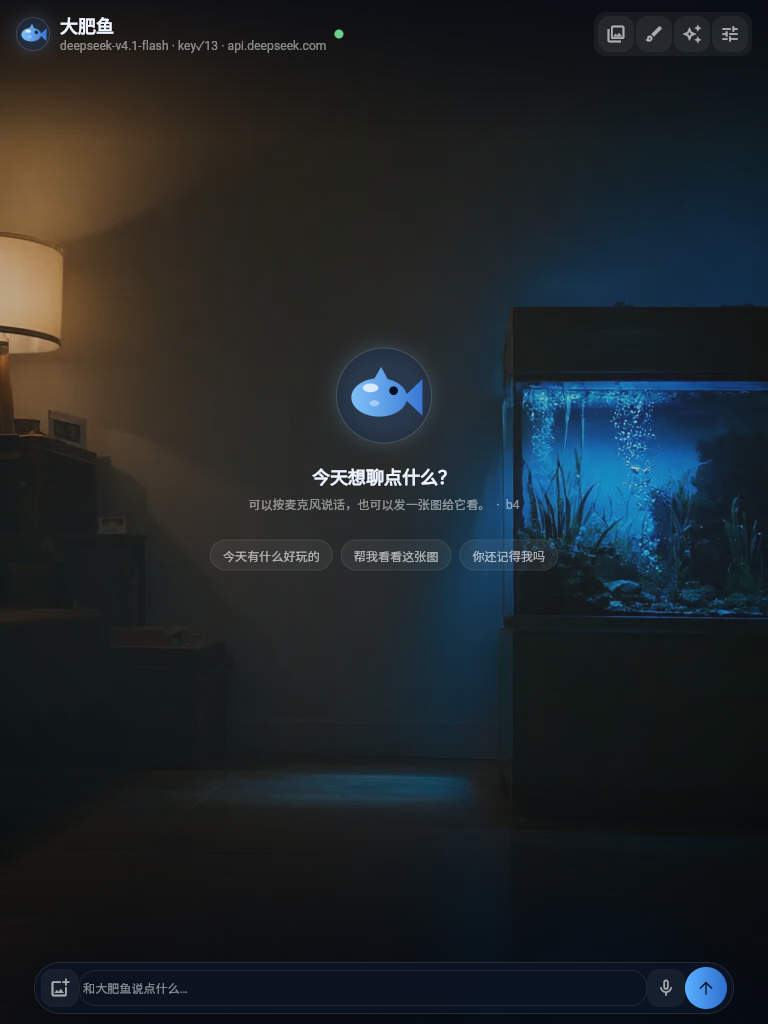 大肥鱼
deepseek-v4.1-flash · key✓/13 · api.deepseek.com
今天想聊点什么？
可以按麦克风说话，也可以发一张图给它看。 · b4
今天有什么好玩的
帮我看看这张图
你还记得我吗
和大肥鱼说点什么…